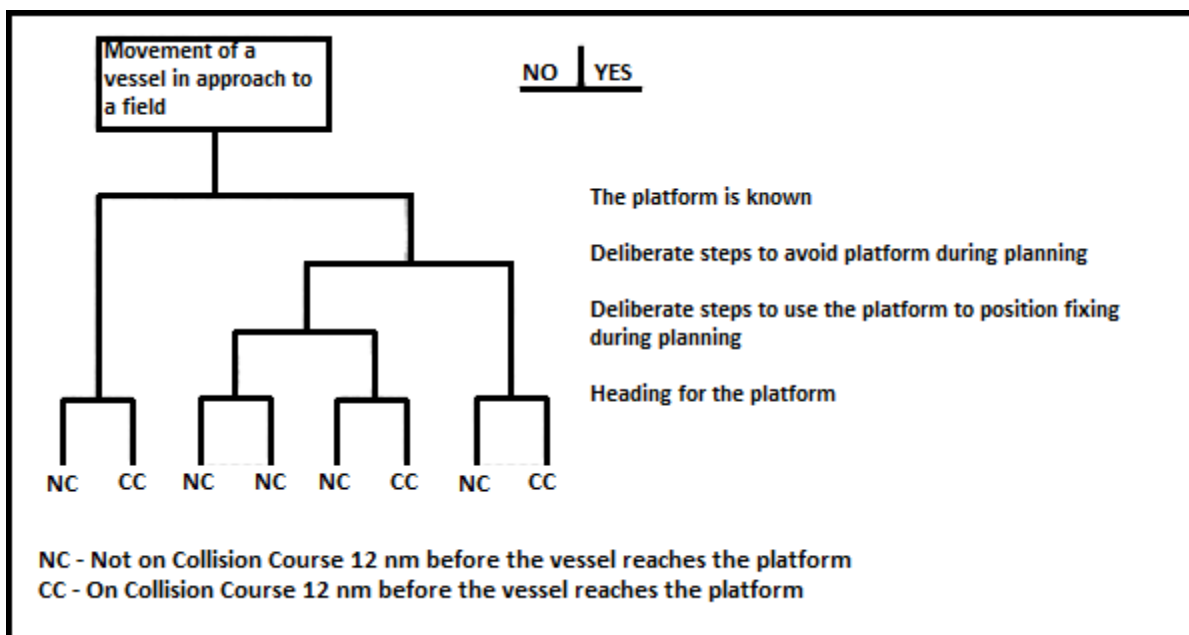 Movement of a
vessel in approach to
a field
NO YES
The platform is known
Deliberate steps to avoid platform during planning
Deliberate steps to use the platform to position fixing
during planning
Heading for the platform
NC CC NC NC NC CC NC CC
NC - Not on Collision Course 12 nm before the vessel reaches the platform
CC - On Collision Course 12 nm before the vessel reaches the platform